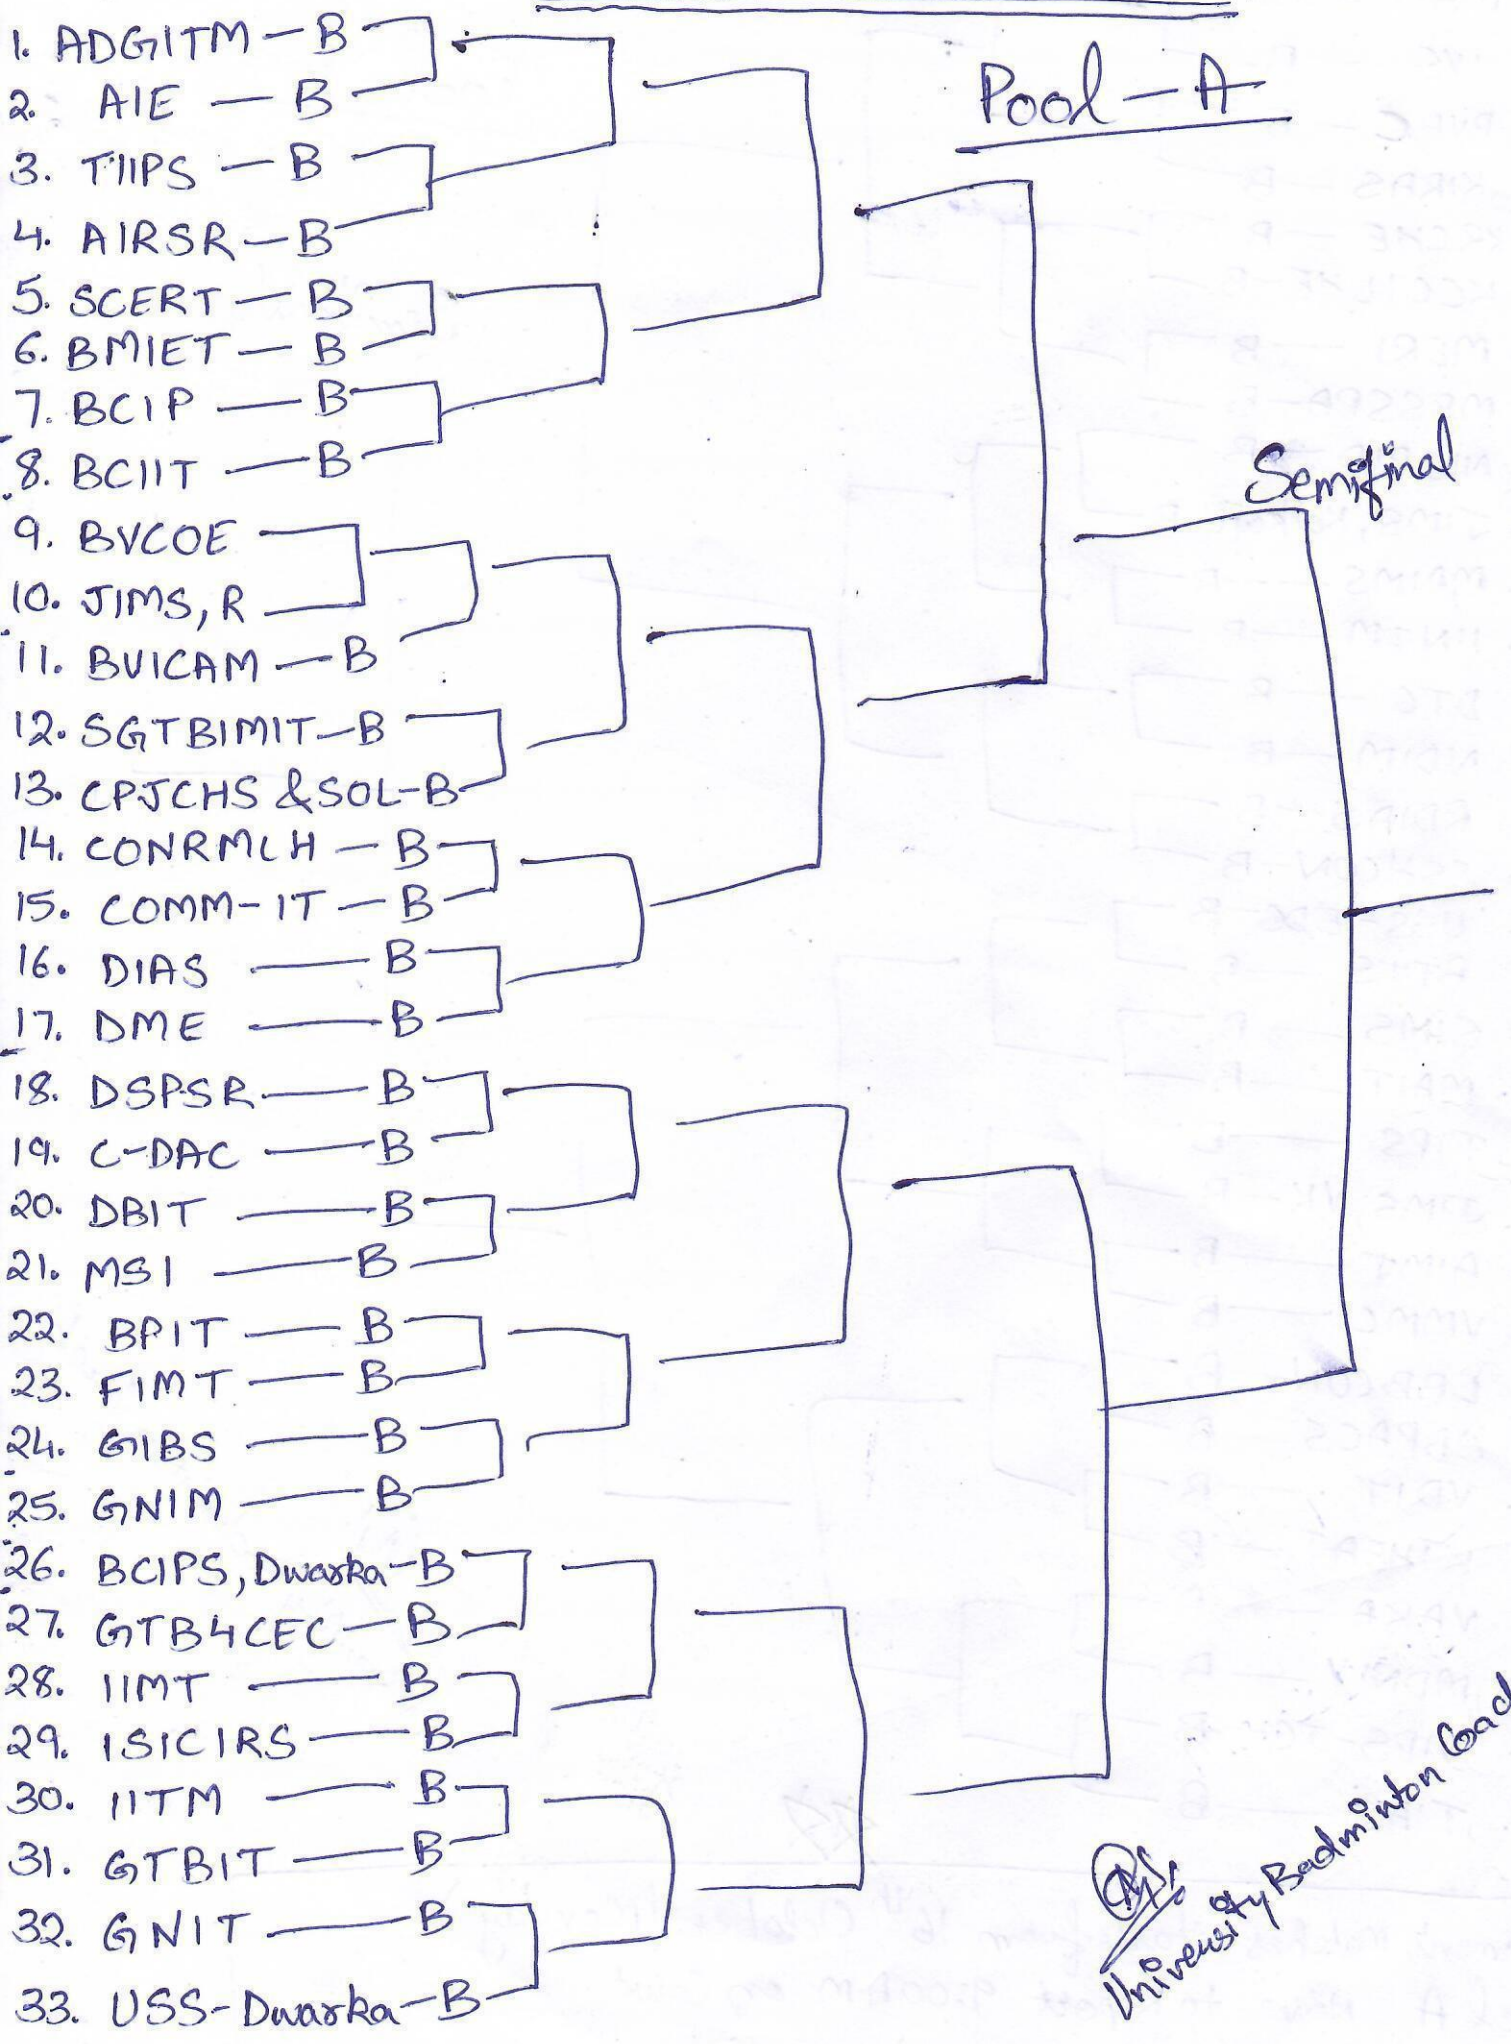 Pool - A
1. ADGITM - B
2. AIE - B
3. TIIPS - B
4. AIRSR - B
5. SCERT - B
6. BMIET - B
7. BCIP - B
8. BCIIT - B
9. BVCOE
10. JIMS, R
11. BVICAM - B
12. SGTBIMIT - B
13. CPJCHS & SOL - B
14. CONRMLH - B
15. COMM-IT - B
16. DIAS - B
17. DME - B
18. DSPSR - B
19. C-DAC - B
20. DBIT - B
21. MSI - B
22. BPIT - B
23. FIMT - B
24. GIBS - B
25. GNIM - B
26. BCIPS, Dwarka - B
27. GTB4CEC - B
28. IIMT - B
29. ISICIRS - B
30. IITM - B
31. GTBIT - B
32. GNIT - B
33. USS-Dwarka - B
Semifinal
University Badminton Coach